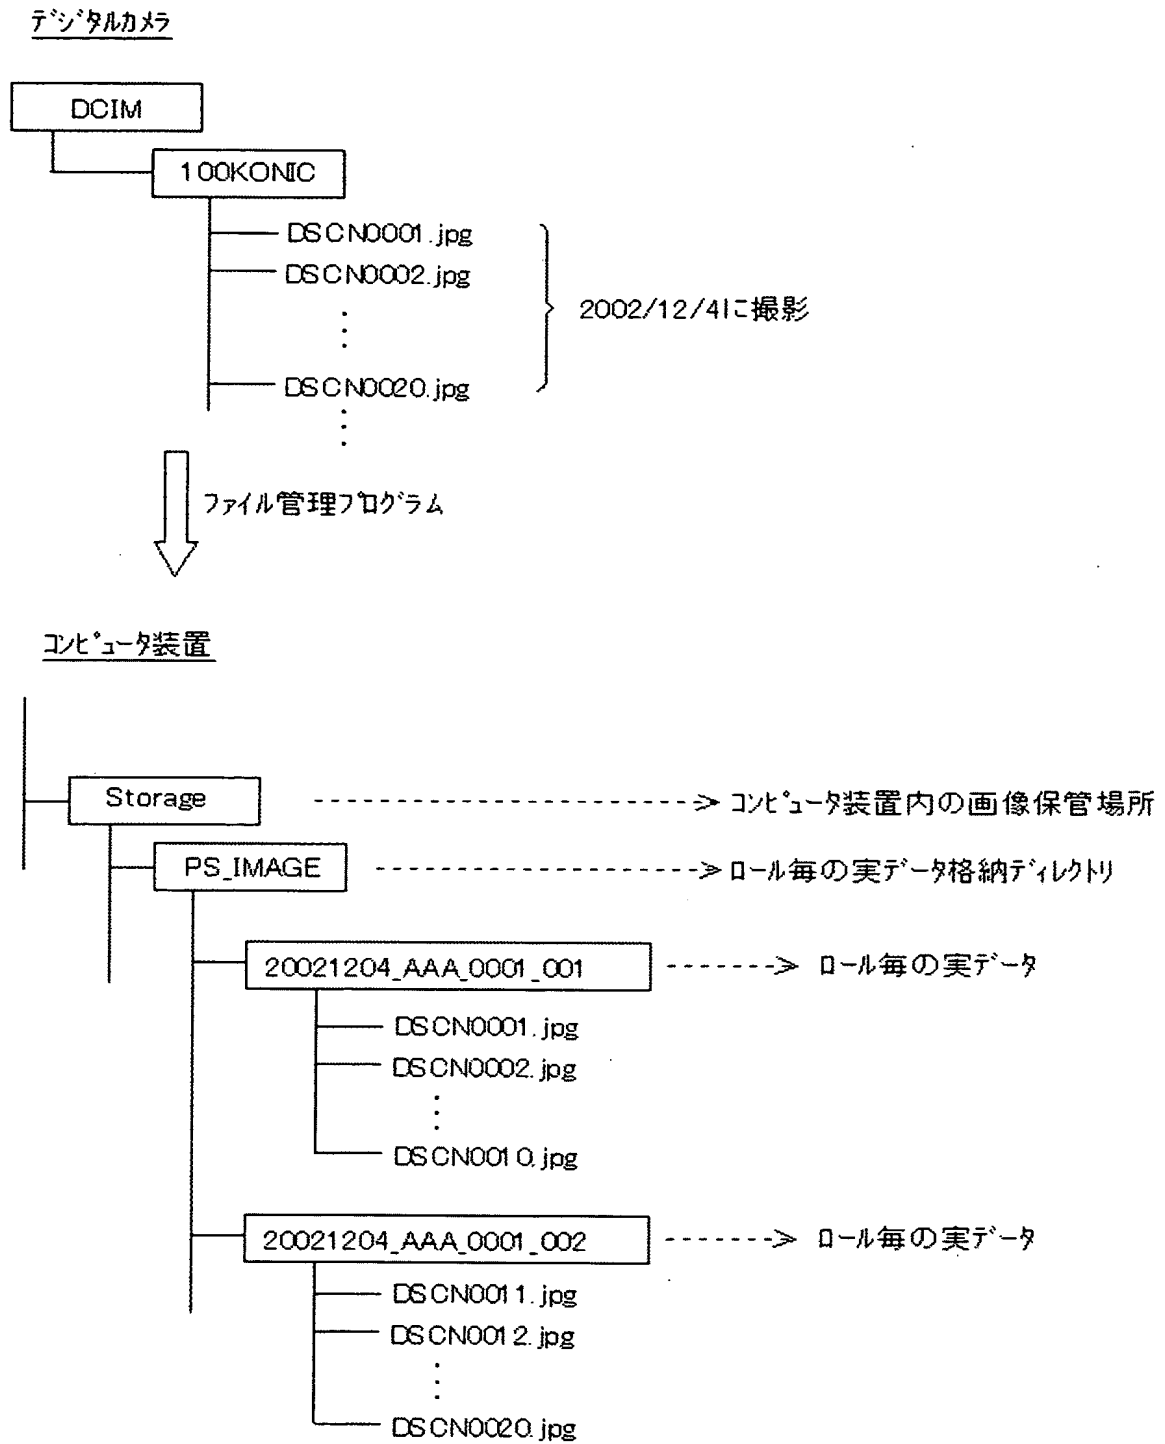 デジタルカメラ
DCIM
100KONIC
DSCN0001.jpg
DSCN0002.jpg
2002/12/4に撮影
DSCN0020.jpg
ファイル管理プログラム
コンピュータ装置
Storage
コンピュータ装置内の画像保管場所
PS_IMAGE
ロール毎の実データ格納ディレクトリ
20021204_AAA_0001_001
ロール毎の実データ
DSCN0001.jpg
DSCN0002.jpg
DSCN0010.jpg
20021204_AAA_0001_002
ロール毎の実データ
DSCN0011.jpg
DSCN0012.jpg
DSCN0020.jpg